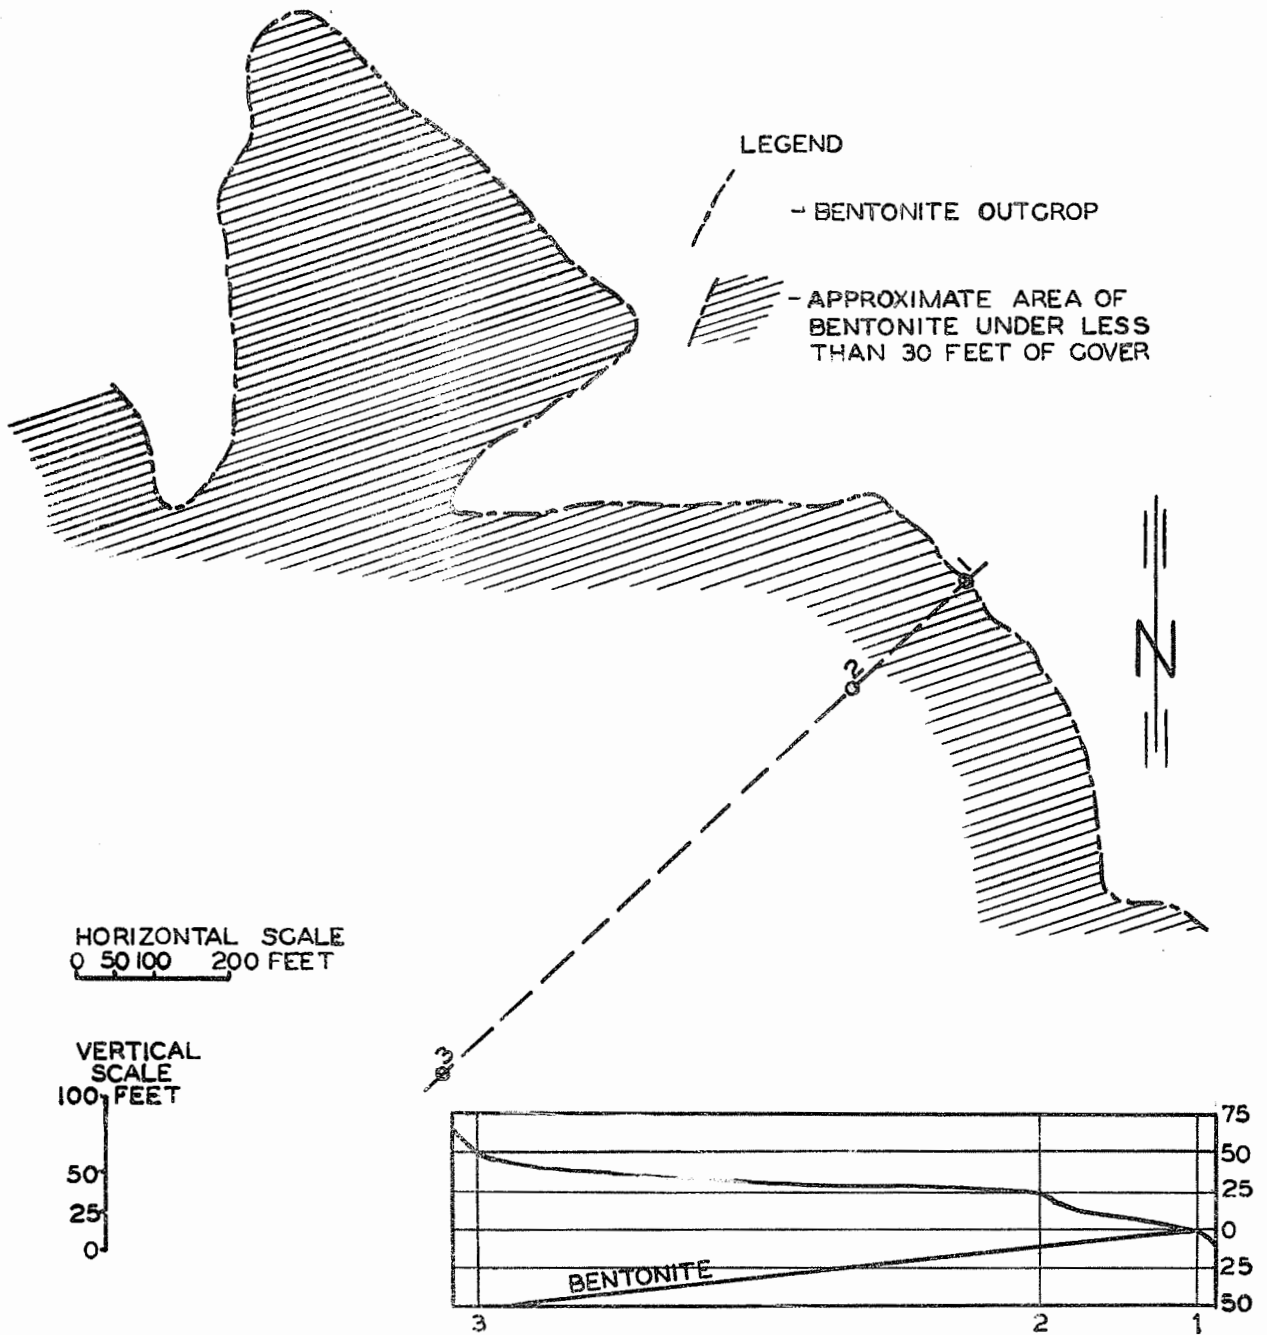 LEGEND
- BENTONITE OUTCROP
- APPROXIMATE AREA OF
BENTONITE UNDER LESS
THAN 30 FEET OF COVER
1
2
N
HORIZONTAL SCALE
0 50 100 200 FEET
3
VERTICAL
SCALE
100 FEET
50
25
0
75
50
25
0
25
50
BENTONITE
3 2 1